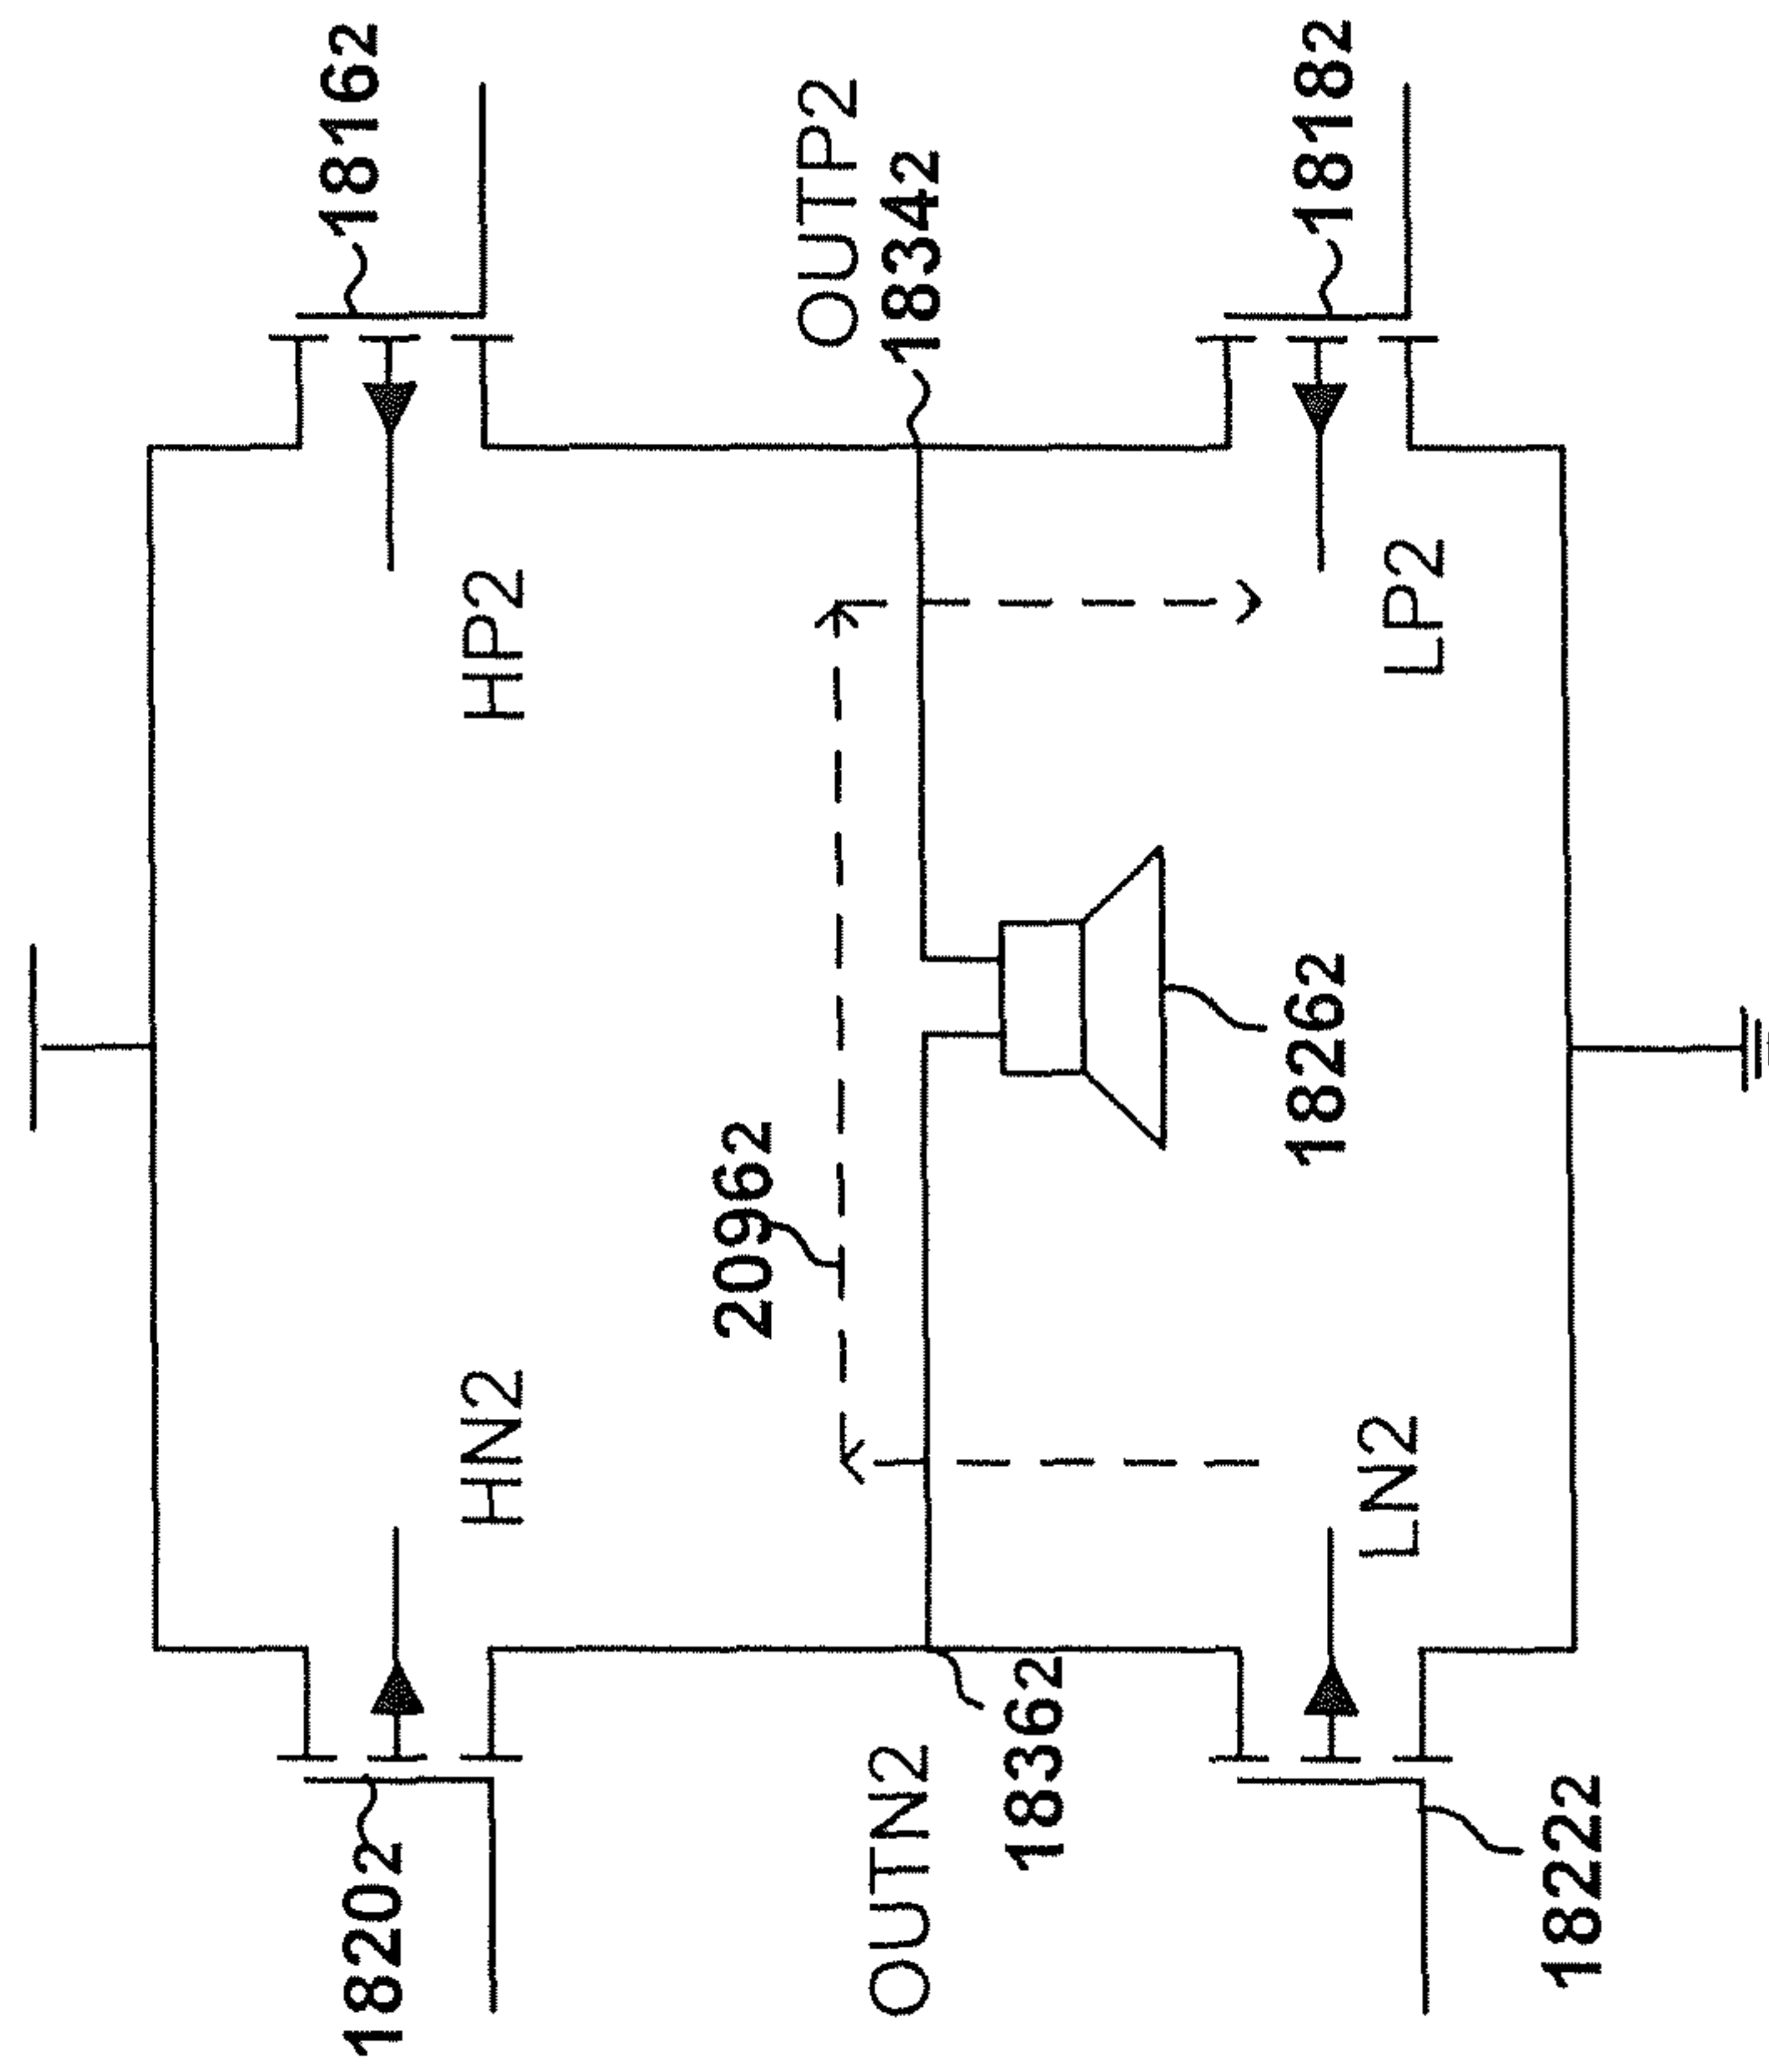 1820₂
HN2
HP2
1816₂
2096₂
OUTP2
1834₂
OUTN2
1836₂
1826₂
1818₂
LN2
LP2
1822₂